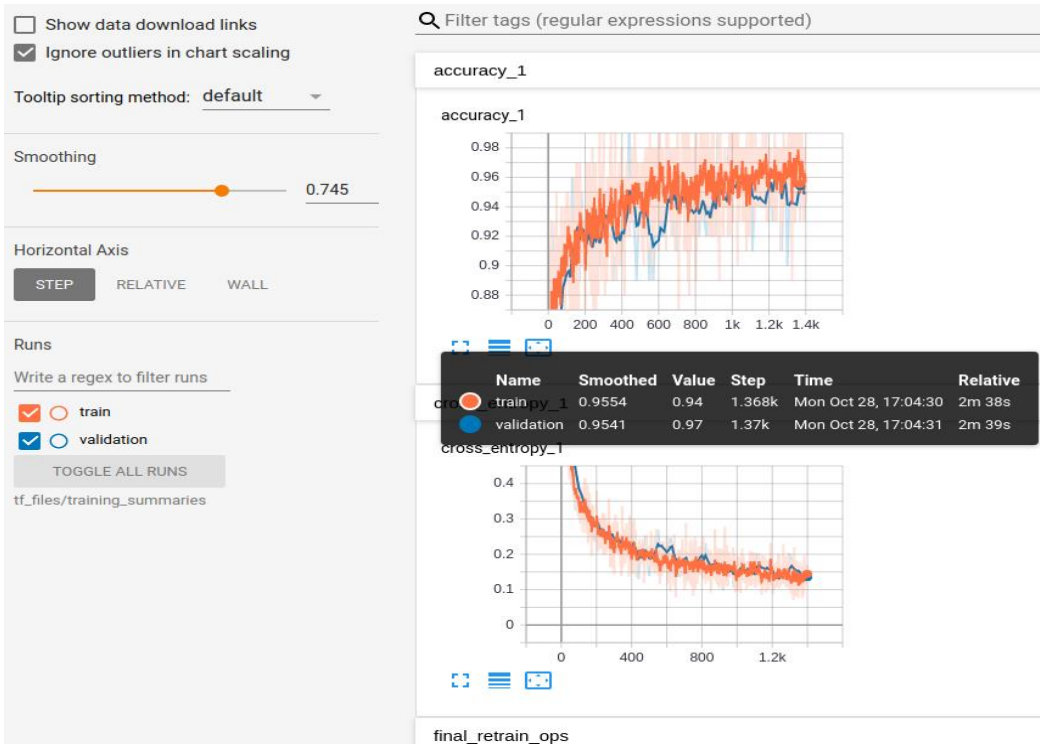 Show data download links
Ignore outliers in chart scaling
Tooltip sorting method: default
Smoothing
0.745
Horizontal Axis
STEP RELATIVE WALL
Runs
Write a regex to filter runs
train
validation
TOGGLE ALL RUNS
tf_files/training_summaries
Filter tags (regular expressions supported)
accuracy_1
accuracy_1
0.98
0.96
0.94
0.92
0.9
0.88
0 200 400 600 800 1k 1.2k 1.4k
Name Smoothed Value Step Time Relative
train 0.9554 0.94 1.368k Mon Oct 28, 17:04:30 2m 38s
validation 0.9541 0.97 1.37k Mon Oct 28, 17:04:31 2m 39s
cross_entropy_1
cross_entropy_1
0.4
0.3
0.2
0.1
0
0 400 800 1.2k
final_retrain_ops